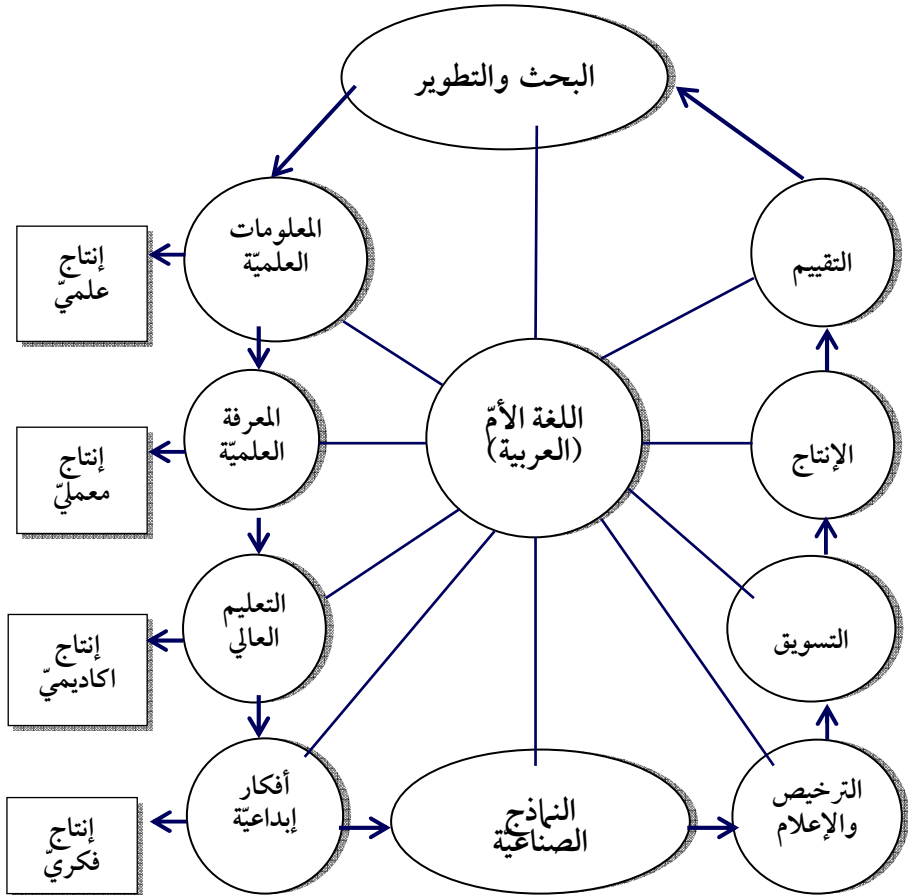 البحث والتطوير
المعلومات
العلميّة
التقييم
إنتاج
علميّ
اللغة الأمّ
(العربية)
المعرفة
العلميّة
الإنتاج
إنتاج
معمليّ
التعليم
العالي
التسويق
إنتاج
اكاديميّ
أفكار
إبداعيّة
النماذج
الصناعيّة
الترخيص
والإعلام
إنتاج
فكريّ